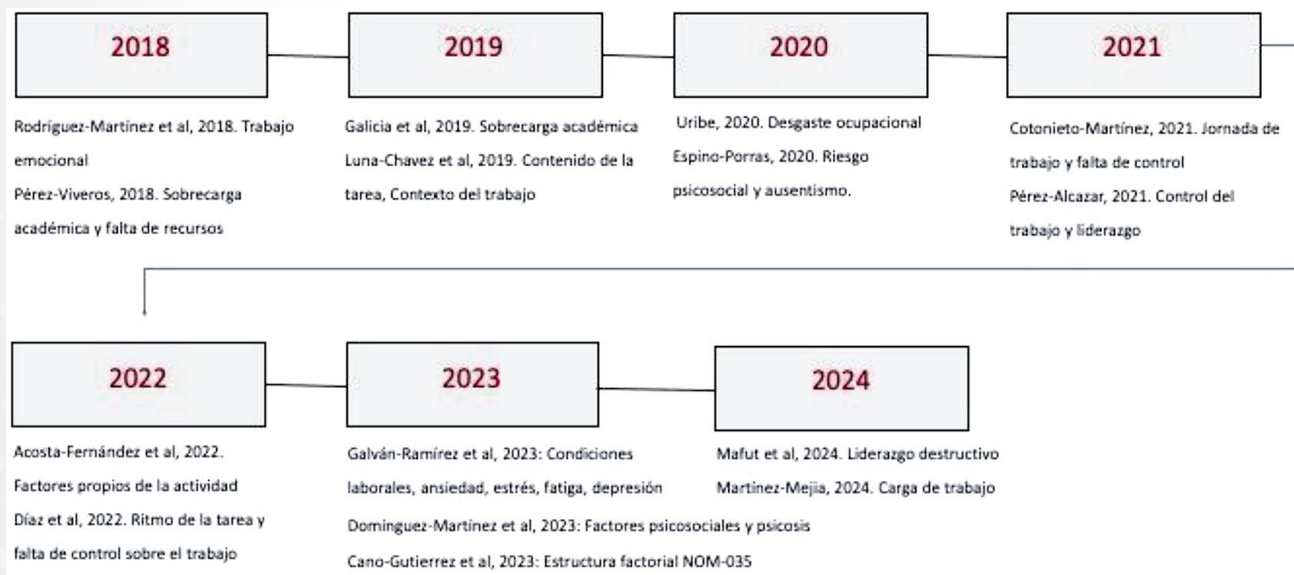 2018
Rodríguez-Martínez et al, 2018. Trabajo
emocional
Pérez-Viveros, 2018. Sobrecarga
académica y falta de recursos
2019
Galicia et al, 2019. Sobrecarga académica
Luna-Chavez et al, 2019. Contenido de la
tarea, Contexto del trabajo
2020
Uribe, 2020. Desgaste ocupacional
Espino-Porras, 2020. Riesgo
psicosocial y ausentismo.
2021
Cotonieto-Martínez, 2021. Jornada de
trabajo y falta de control
Pérez-Alcazar, 2021. Control del
trabajo y liderazgo
2022
Acosta-Fernández et al, 2022.
Factores propios de la actividad
Díaz et al, 2022. Ritmo de la tarea y
falta de control sobre el trabajo
2023
Galván-Ramírez et al, 2023: Condiciones
laborales, ansiedad, estrés, fatiga, depresión
Domínguez-Martínez et al, 2023: Factores psicosociales y psicosis
Cano-Gutierrez et al, 2023: Estructura factorial NOM-035
2024
Mafut et al, 2024. Liderazgo destructivo
Martínez-Mejia, 2024. Carga de trabajo